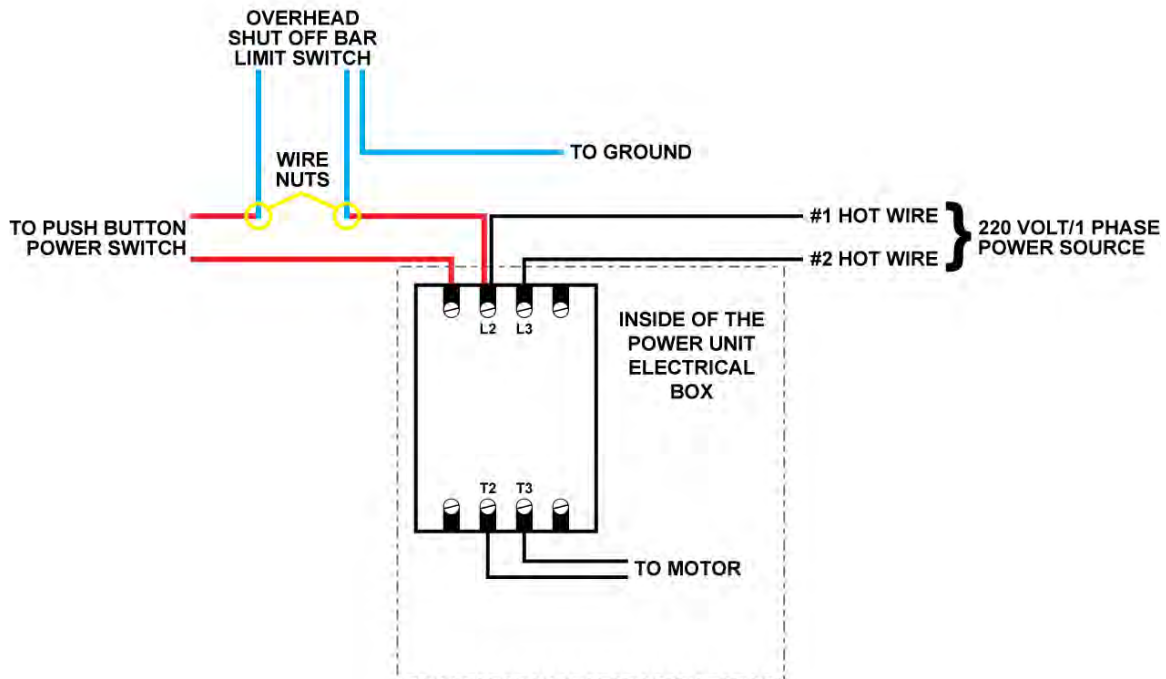 OVERHEAD
SHUT OFF BAR
LIMIT SWITCH
TO GROUND
WIRE
NUTS
TO PUSH BUTTON
POWER SWITCH
#1 HOT WIRE
#2 HOT WIRE
220 VOLT/1 PHASE
POWER SOURCE
L2 L3
INSIDE OF THE
POWER UNIT
ELECTRICAL
BOX
T2 T3
TO MOTOR